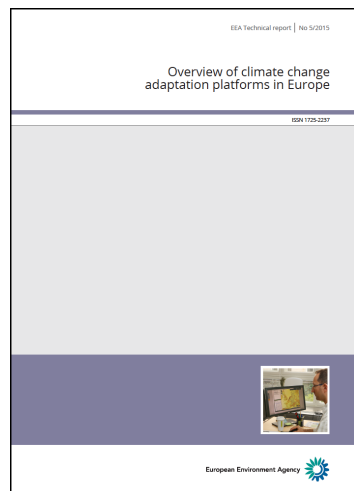 EEA Technical report | No 5/2015
Overview of climate change
adaptation platforms in Europe
ISSN 1725-2237
European Environment Agency